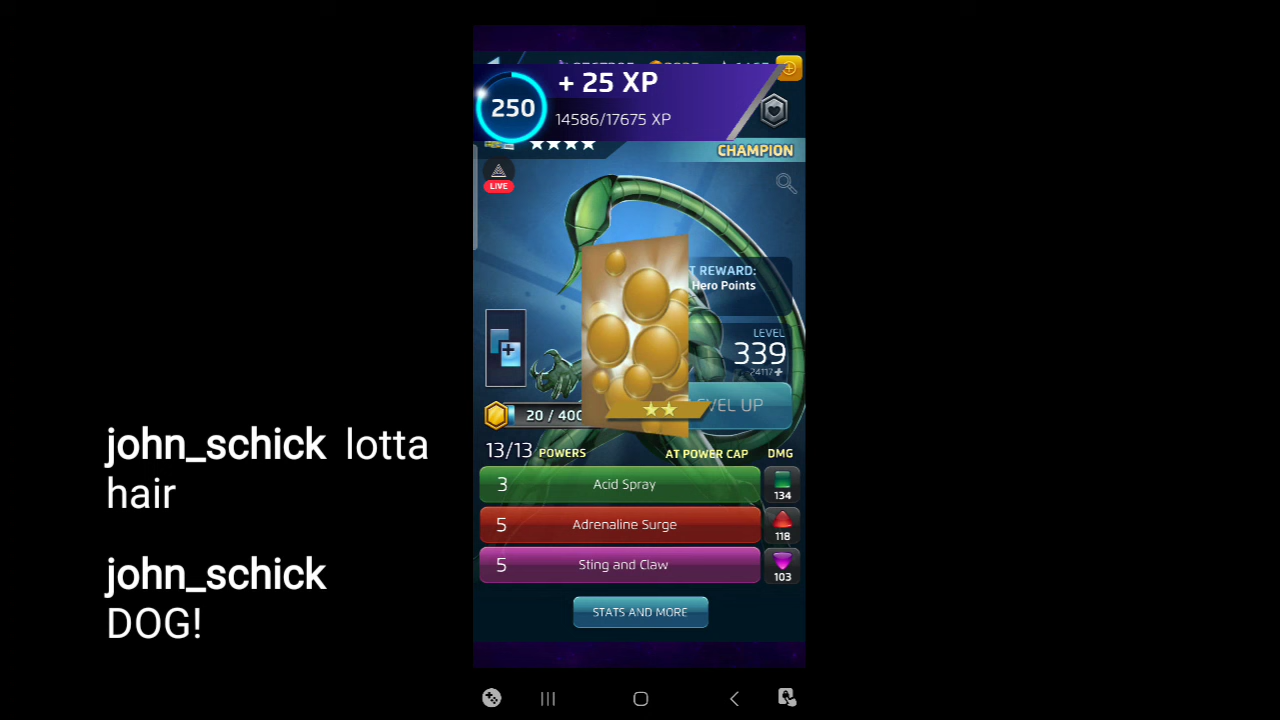 + 25 XP
250
14586/17675 XP
CHAMPION
LIVE
T REWARD:
Hero Points
LEVEL
339
24117+
EVEL UP
20 / 400
13/13 POWERS
AT POWER CAP
DMG
3 Acid Spray 134
5 Adrenaline Surge 118
5 Sting and Claw 103
STATS AND MORE
john_schick lotta
hair
john_schick
DOG!